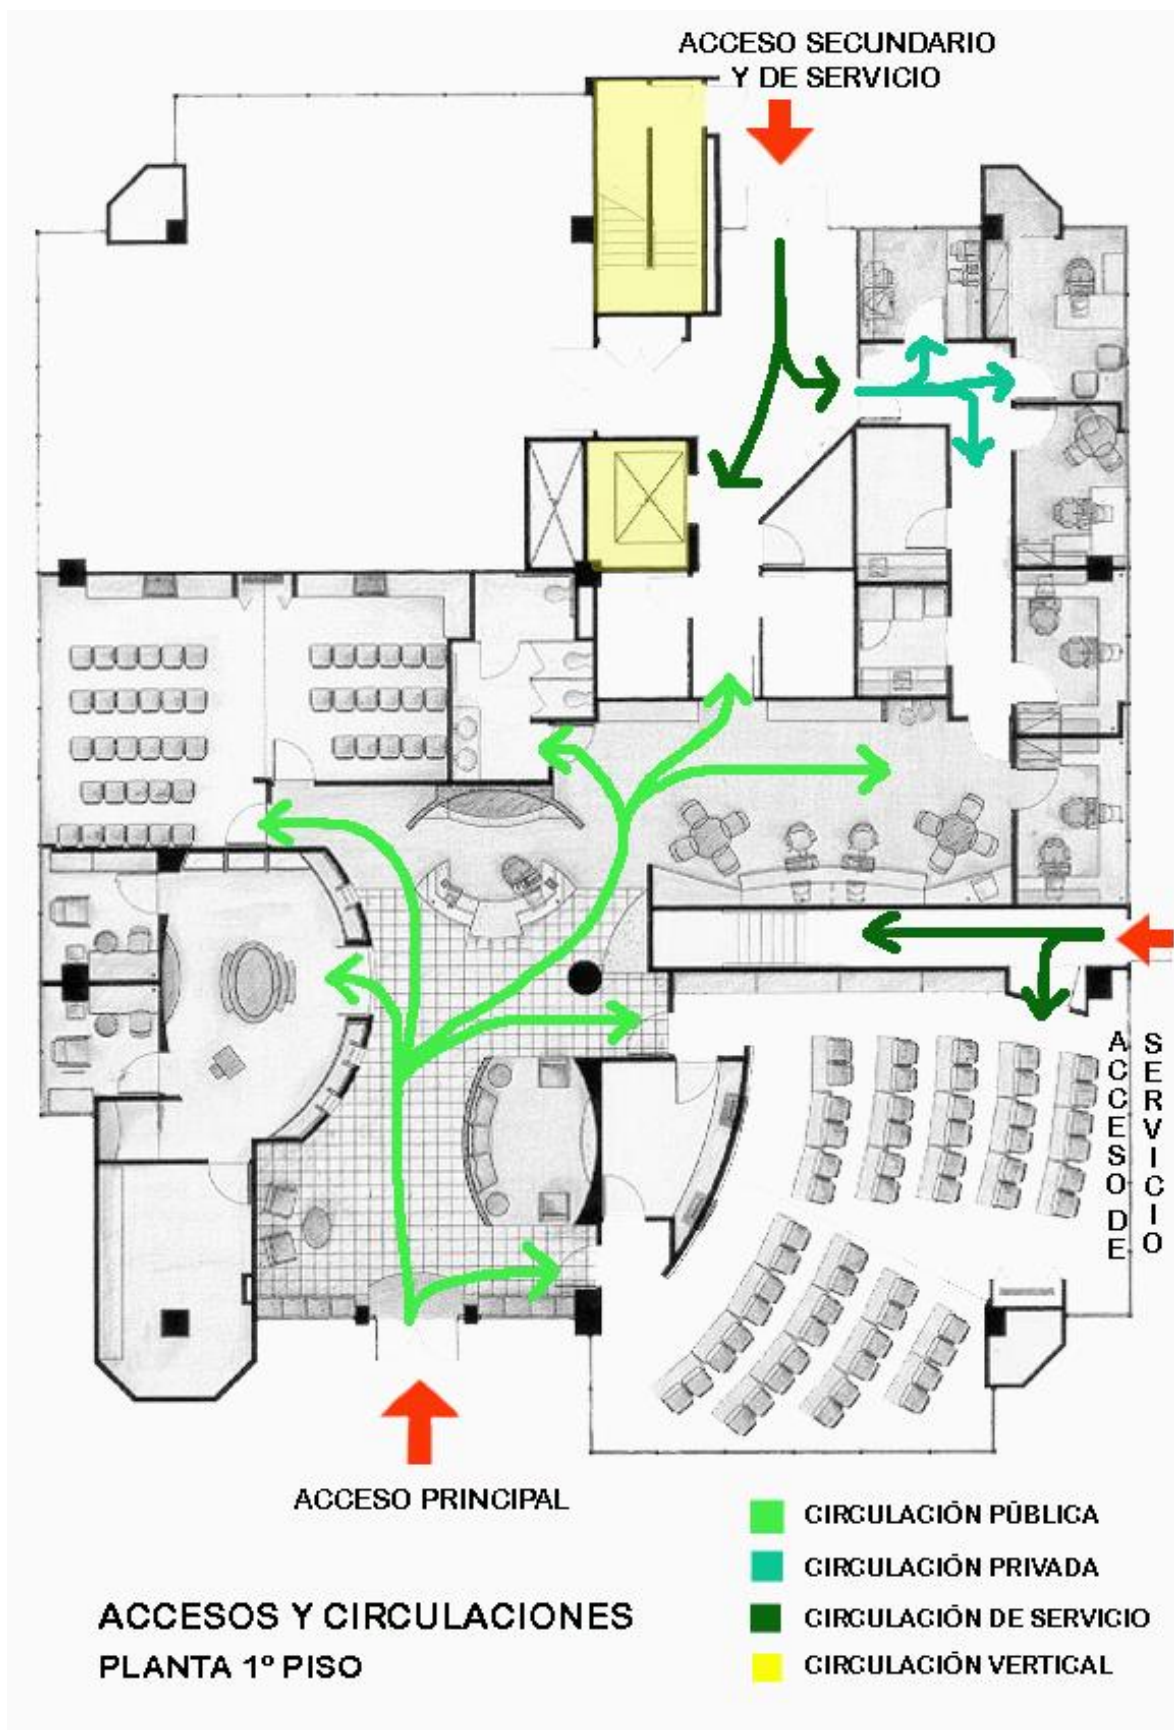 ACCESO SECUNDARIO
Y DE SERVICIO
ACCESO DE
SERVICIO
ACCESO PRINCIPAL
CIRCULACIÓN PÚBLICA
CIRCULACIÓN PRIVADA
CIRCULACIÓN DE SERVICIO
CIRCULACIÓN VERTICAL
ACCESOS Y CIRCULACIONES
PLANTA 1º PISO